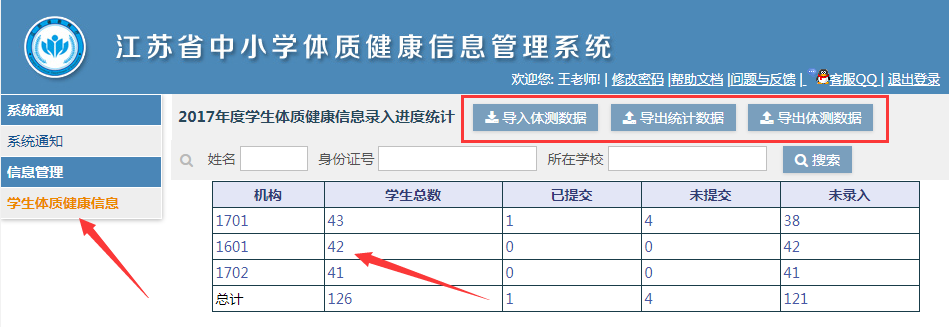 江苏省中小学体质健康信息管理系统
欢迎您: 王老师! | 修改密码 |帮助文档 |问题与反馈 | 客服QQ | 退出登录
系统通知
系统通知
信息管理
学生体质健康信息
2017年度学生体质健康信息录入进度统计 导入体测数据 导出统计数据 导出体测数据
姓名 身份证号 所在学校 搜索
机构 学生总数 已提交 未提交 未录入
1701 43 1 4 38
1601 42 0 0 42
1702 41 0 0 41
总计 126 1 4 121